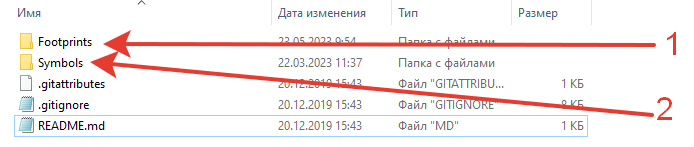 Имя Дата изменения Тип Размер
Footprints 23.05.2023 9:54 Папка с файлами 1
Symbols 22.03.2023 11:37 Папка с файлами
.gitattributes 20.12.2019 15:43 Файл "GITATTRIBU... 1 КБ
.gitignore 20.12.2019 15:43 Файл "GITIGNORE" 8 КБ 2
README.md 20.12.2019 15:43 Файл "MD" 1 КБ